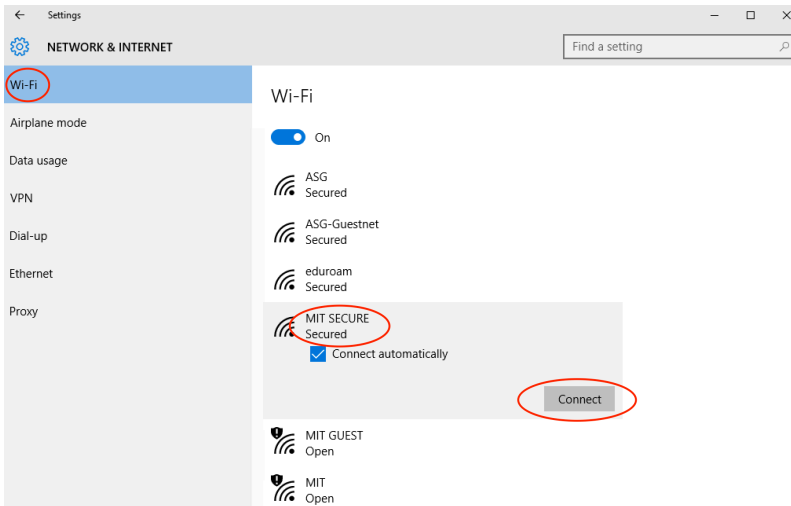 Settings
NETWORK & INTERNET
Find a setting
Wi-Fi
Airplane mode
Data usage
VPN
Dial-up
Ethernet
Proxy
Wi-Fi
On
ASG
Secured
ASG-Guestnet
Secured
eduroam
Secured
MIT SECURE
Secured
Connect automatically
Connect
MIT GUEST
Open
MIT
Open